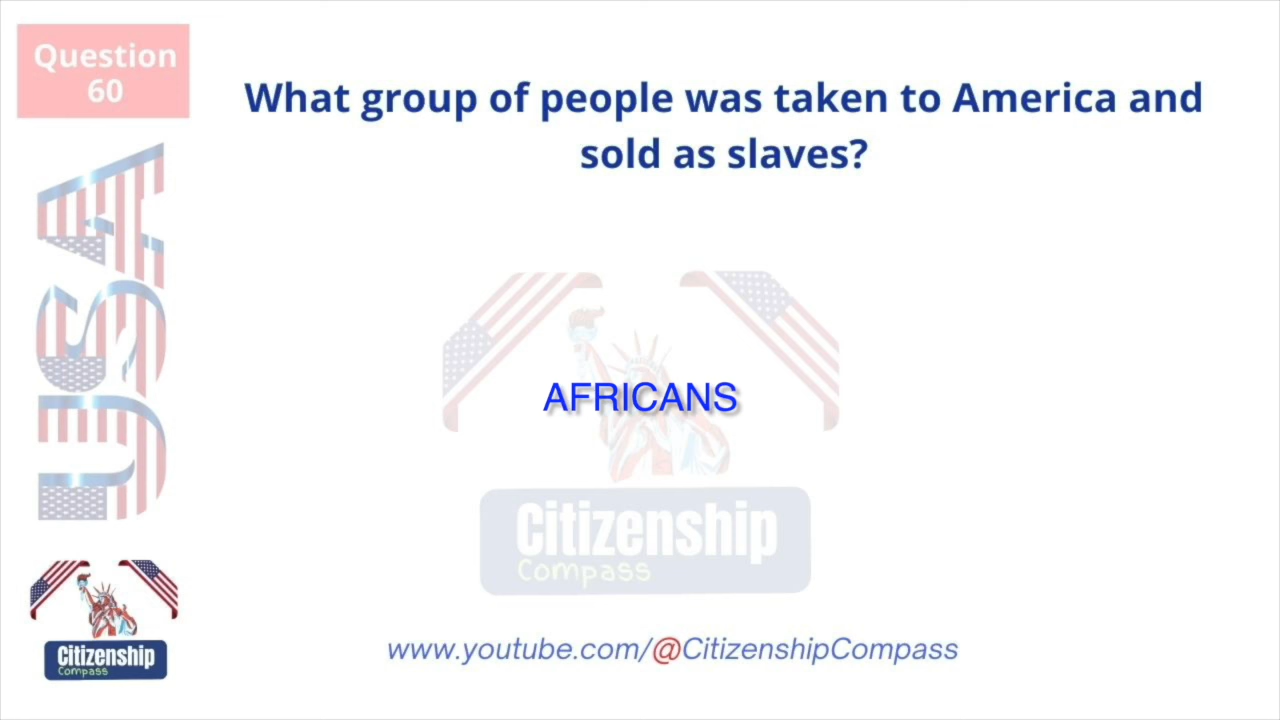 Question
60
What group of people was taken to America and
sold as slaves?
USA
AFRICANS
Citizenship
Compass
Citizenship
Compass
www.youtube.com/@CitizenshipCompass